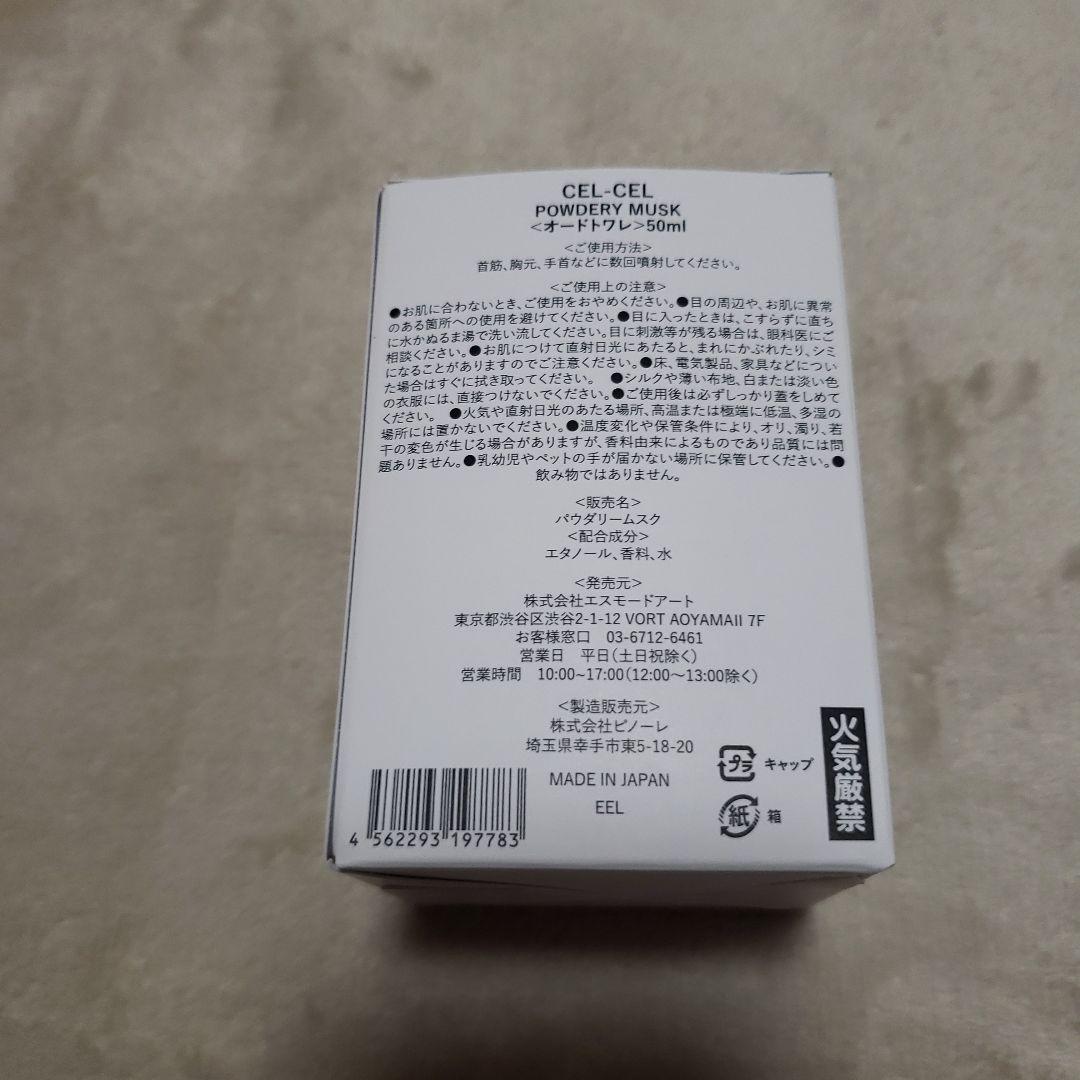 CEL-CEL
POWDERY MUSK
<オードトワレ>50ml
<ご使用方法>
首筋、胸元、手首などに数回噴射してください。
<ご使用上の注意>
●お肌に合わないとき、ご使用をおやめください。●目の周辺や、お肌に異常
のある箇所への使用を避けてください。●目に入ったときは、こすらずに直ち
に水かぬるま湯で洗い流してください。目に刺激等が残る場合は、眼科医にご
相談ください。●お肌につけて直射日光にあたると、まれにかぶれたり、シミ
になることがありますのでご注意ください。●床、電気製品、家具などについ
た場合はすぐに拭き取ってください。 ●シルクや薄い布地、白または淡い色
の衣服には、直接つけないでください。●ご使用後は必ずしっかり蓋をしめて
ください。 ●火気や直射日光のあたる場所、高温または極端に低温、多湿の
場所には置かないでください。●温度変化や保管条件により、オリ、濁り、若
干の変色が生じる場合がありますが、香料由来によるものであり品質には問
題ありません。●乳幼児やペットの手が届かない場所に保管してください。●
飲み物ではありません。
<販売名>
パウダリームスク
<配合成分>
エタノール、香料、水
<発売元>
株式会社エスモードアート
東京都渋谷区渋谷2-1-12 VORT AOYAMAII 7F
お客様窓口 03-6712-6461
営業日 平日(土日祝除く)
営業時間 10:00~17:00(12:00〜13:00除く)
<製造販売元>
株式会社ピノーレ
埼玉県幸手市東5-18-20
MADE IN JAPAN
EEL
4 562293 197783
プラ キャップ
紙 箱
火気厳禁